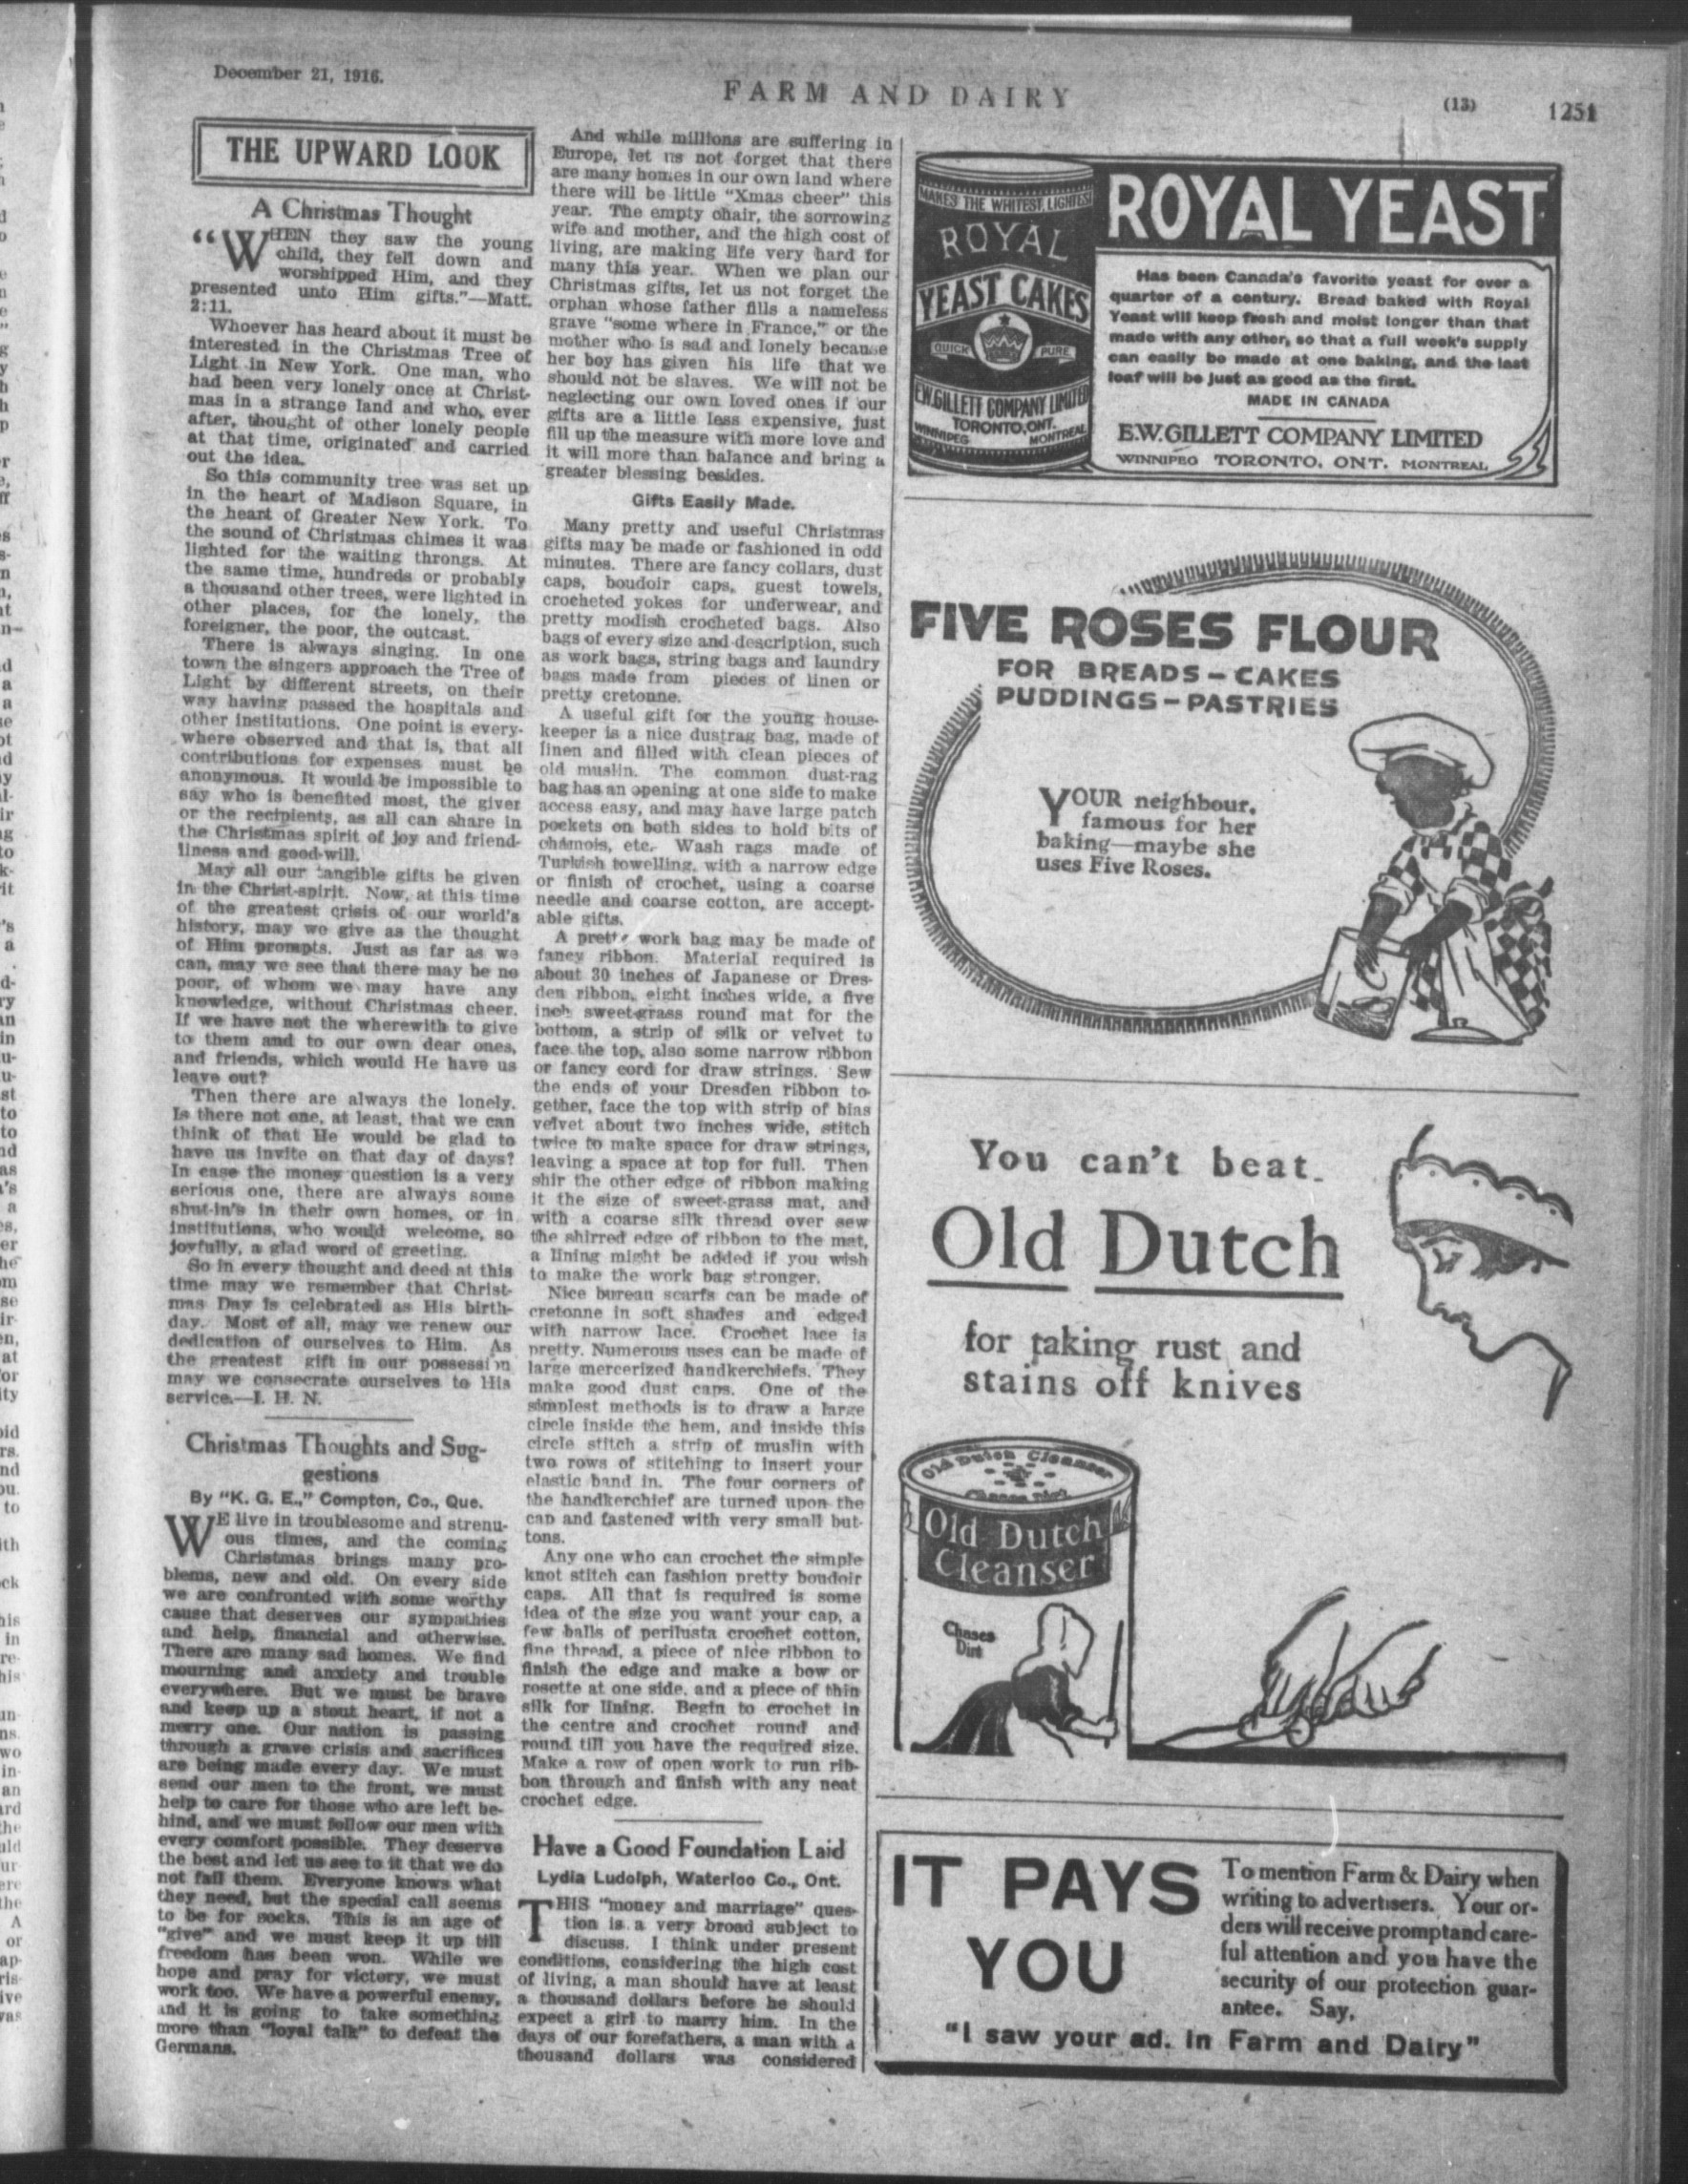 December 21, 1916.
FARM AND DAIRY
(13) 1251
THE UPWARD LOOK
A Christmas Thought
"WHEN they saw the young
child, they fell down and
worshipped Him, and they
presented unto Him gifts."—Matt.
2:11.
Whoever has heard about it must be
interested in the Christmas Tree of
Light in New York. One man, who
had been very lonely once at Christ-
mas in a strange land and who, ever
after, thought of other lonely people
at that time, originated and carried
out the idea.
So this community tree was set up
in the heart of Madison Square, in
the heart of Greater New York. To
the sound of Christmas chimes it was
lighted for the waiting throngs. At
the same time, hundreds or probably
a thousand other trees, were lighted in
other places, for the lonely, the
foreigner, the poor, the outcast.
There is always singing. In one
town the singers approach the Tree of
Light by different streets, on their
way having passed the hospitals and
other institutions. One point is every-
where observed and that is, that all
contributions for expenses must be
anonymous. It would be impossible to
say who is benefited most, the giver
or the recipients, as all can share in
the Christmas spirit of joy and friend-
liness and good-will.
May all our tangible gifts be given
in the Christ-spirit. Now, at this time
of the greatest crisis of our world's
history, may we give as the thought
of Him prompts. Just as far as we
can, may we see that there may be no
poor, of whom we may have any
knowledge, without Christmas cheer.
If we have not the wherewith to give
to them and to our own dear ones,
and friends, which would He have us
leave out?
Then there are always the lonely.
Is there not one, at least, that we can
think of that He would be glad to
have us invite on that day of days?
In case the money question is a very
serious one, there are always some
shut-in's in their own homes, or in
institutions, who would welcome, so
joyfully, a glad word of greeting.
So in every thought and deed at this
time may we remember that Christ-
mas Day is celebrated as His birth-
day. Most of all, may we renew our
dedication of ourselves to Him. As
the greatest gift in our possession
may we consecrate ourselves to His
service.—I. H. N.
Christmas Thoughts and Sug-
gestions
By "K. G. E.," Compton, Co., Que.
WE live in troublesome and strenu-
ous times, and the coming
Christmas brings many pro-
blems, new and old. On every side
we are confronted with some worthy
cause that deserves our sympathies
and help, financial and otherwise.
There are many sad homes. We find
mourning and anxiety and trouble
everywhere. But we must be brave
and keep up a stout heart, if not a
merry one. Our nation is passing
through a grave crisis and sacrifices
are being made every day. We must
send our men to the front, we must
help to care for those who are left be-
hind, and we must follow our men with
every comfort possible. They deserve
the best and let us see to it that we do
not fail them. Everyone knows what
they need, but the special call seems
to be for socks. This is an age of
"give" and we must keep it up till
freedom has been won. While we
hope and pray for victory, we must
work too. We have a powerful enemy,
and it is going to take something
more than "loyal talk" to defeat the
Germans.
And while millions are suffering in
Europe, let us not forget that there
are many homes in our own land where
there will be little "Xmas cheer" this
year. The empty chair, the sorrowing
wife and mother, and the high cost of
living, are making life very hard for
many this year. When we plan our
Christmas gifts, let us not forget the
orphan whose father fills a nameless
grave "some where in France," or the
mother who is sad and lonely because
her boy has given his life that we
should not be slaves. We will not be
neglecting our own loved ones if our
gifts are a little less expensive, just
fill up the measure with more love and
it will more than balance and bring a
greater blessing besides.
Gifts Easily Made.
Many pretty and useful Christmas
gifts may be made or fashioned in odd
minutes. There are fancy collars, dust
caps, boudoir caps, guest towels,
crocheted yokes for underwear, and
pretty modish crocheted bags. Also
bags of every size and description, such
as work bags, string bags and laundry
bags made from pieces of linen or
pretty cretonne.
A useful gift for the young house-
keeper is a nice dustrag bag, made of
linen and filled with clean pieces of
old muslin. The common dust-rag
bag has an opening at one side to make
access easy, and may have large patch
pockets on both sides to hold bits of
chamois, etc. Wash rags made of
Turkish towelling, with a narrow edge
or finish of crochet, using a coarse
needle and coarse cotton, are accept-
able gifts.
A pretty work bag may be made of
fancy ribbon. Material required is
about 30 inches of Japanese or Dres-
den ribbon, eight inches wide, a five
inch sweet-grass round mat for the
bottom, a strip of silk or velvet to
face the top, also some narrow ribbon
or fancy cord for draw strings. Sew
the ends of your Dresden ribbon to-
gether, face the top with strip of bias
velvet about two inches wide, stitch
twice to make space for draw strings,
leaving a space at top for full. Then
shir the other edge of ribbon making
it the size of sweet-grass mat, and
with a coarse silk thread over sew
the shirred edge of ribbon to the mat,
a lining might be added if you wish
to make the work bag stronger.
Nice bureau scarfs can be made of
cretonne in soft shades and edged
with narrow lace. Crochet lace is
pretty. Numerous uses can be made of
large mercerized handkerchiefs. They
make good dust caps. One of the
simplest methods is to draw a large
circle inside the hem, and inside this
circle stitch a strip of muslin with
two rows of stitching to insert your
elastic band in. The four corners of
the handkerchief are turned upon the
cap and fastened with very small but-
tons.
Any one who can crochet the simple
knot stitch can fashion pretty boudoir
caps. All that is required is some
idea of the size you want your cap, a
few balls of perilusta crochet cotton,
fine thread, a piece of nice ribbon to
finish the edge and make a bow or
rosette at one side, and a piece of thin
silk for lining. Begin to crochet in
the centre and crochet round and
round till you have the required size.
Make a row of open work to run rib-
bon through and finish with any neat
crochet edge.
Have a Good Foundation Laid
Lydia Ludolph, Waterloo Co., Ont.
THIS "money and marriage" ques-
tion is a very broad subject to
discuss. I think under present
conditions, considering the high cost
of living, a man should have at least
a thousand dollars before he should
expect a girl to marry him. In the
days of our forefathers, a man with a
thousand dollars was considered
MAKES THE WHITEST, LIGHTEST
ROYAL
YEAST CAKES
QUICK PURE
E.W. GILLETT COMPANY LIMITED
TORONTO, ONT.
WINNIPEG MONTREAL
ROYAL YEAST
Has been Canada's favorite yeast for over a
quarter of a century. Bread baked with Royal
Yeast will keep fresh and moist longer than that
made with any other, so that a full week's supply
can easily be made at one baking, and the last
loaf will be just as good as the first.
MADE IN CANADA
E.W. GILLETT COMPANY LIMITED
WINNIPEG TORONTO, ONT. MONTREAL
FIVE ROSES FLOUR
FOR BREADS – CAKES
PUDDINGS – PASTRIES
YOUR neighbour,
famous for her
baking—maybe she
uses Five Roses.
You can't beat
Old Dutch
for taking rust and
stains off knives
Old Dutch Cleanser
Chases Dirt
Old Dutch
Cleanser
Chases
Dirt
IT PAYS
YOU
To mention Farm & Dairy when
writing to advertisers. Your or-
ders will receive prompt and care-
ful attention and you have the
security of our protection guar-
antee. Say,
"I saw your ad. in Farm and Dairy"